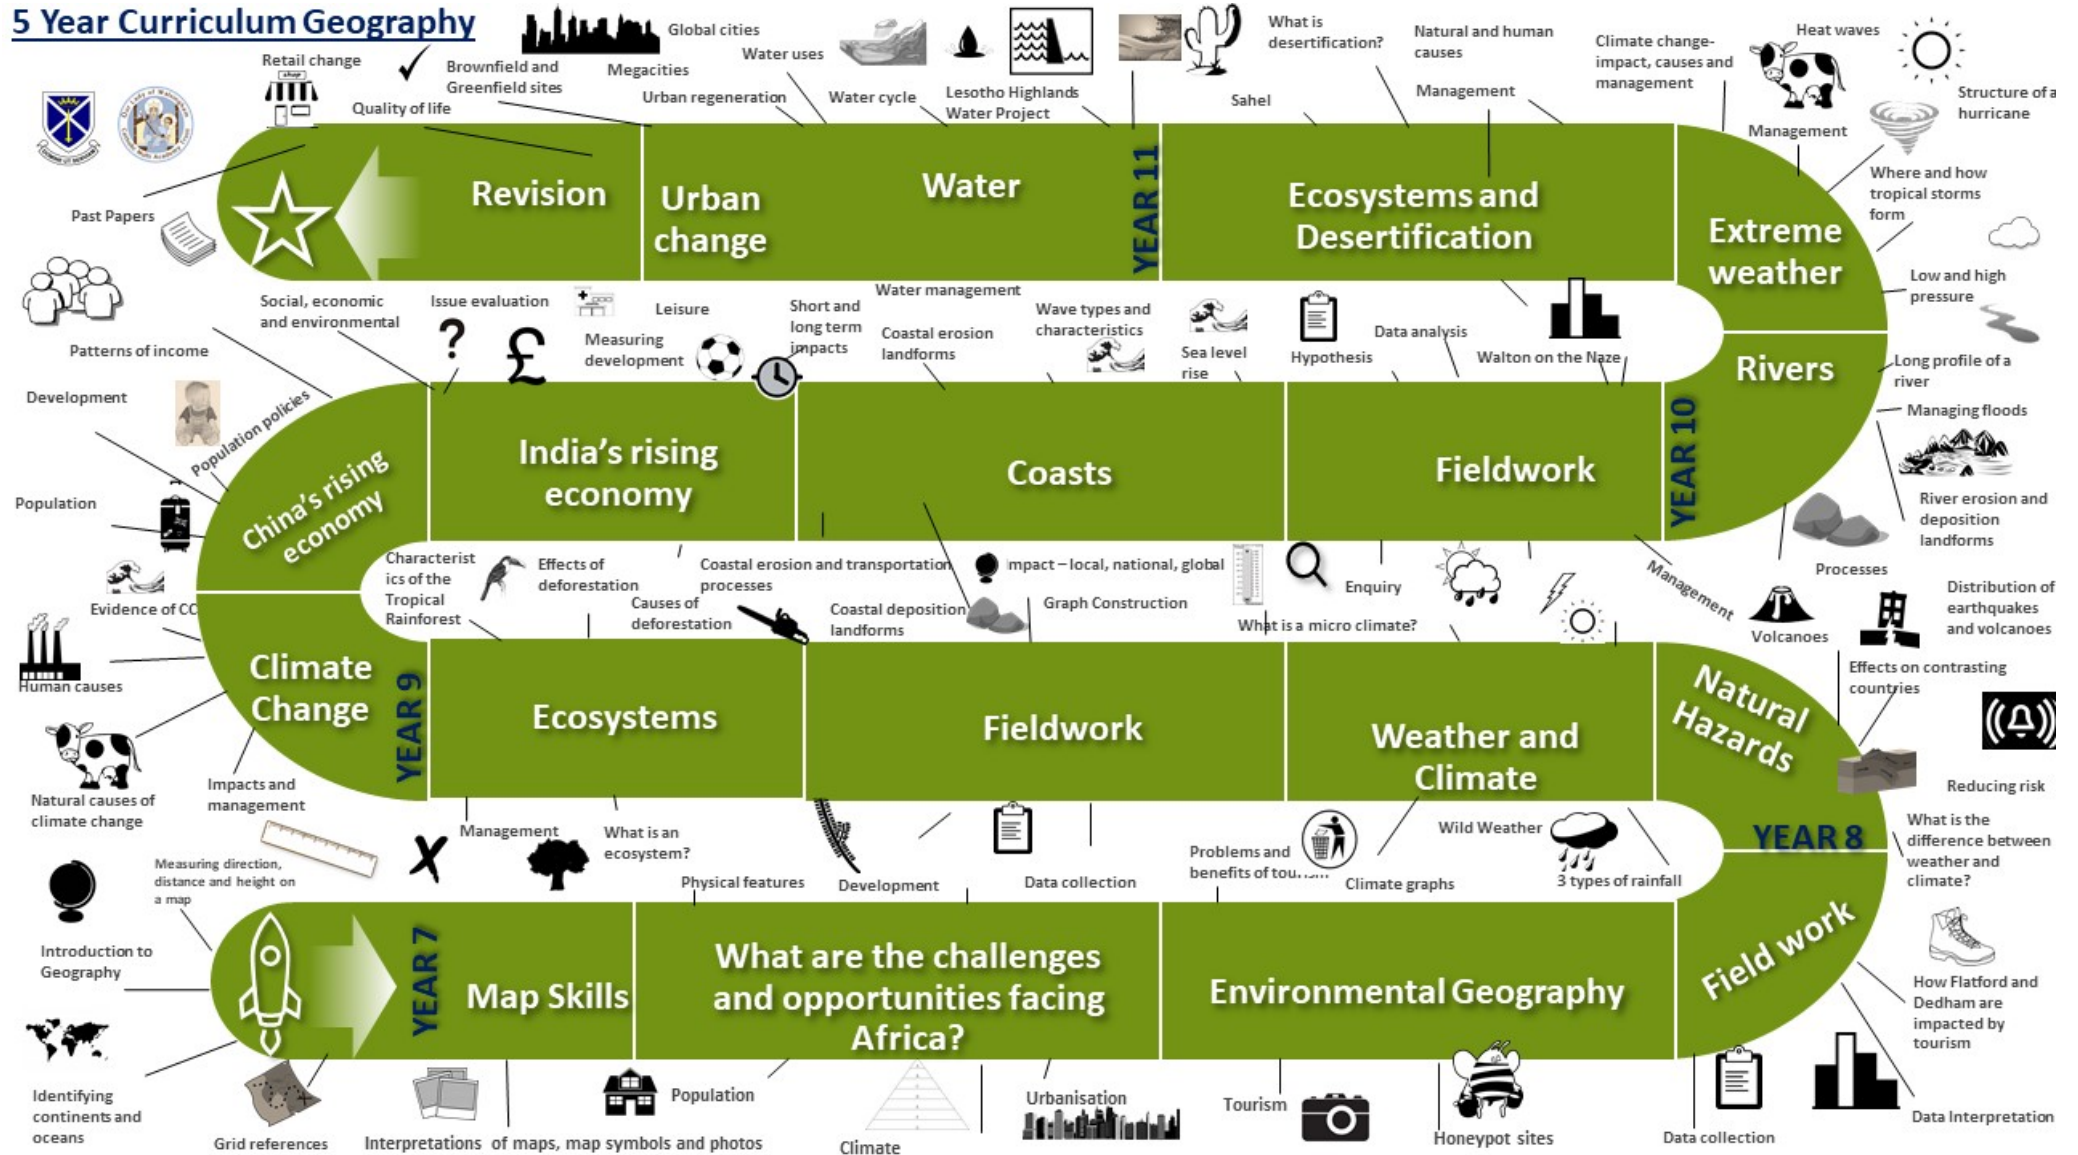 5 Year Curriculum Geography
Retail change
shop
Quality of life
Brownfield and
Greenfield sites
Global cities
Megacities
Water uses
Urban regeneration
Water cycle
Lesotho Highlands
Water Project
Sahel
What is
desertification?
Natural and human
causes
Management
Climate change-
impact, causes and
management
Heat waves
Management
Structure of a
hurricane
Where and how
tropical storms
form
Low and high
pressure
Past Papers
Revision
Urban
change
Water
YEAR 11
Ecosystems and
Desertification
Extreme
weather
Rivers
Long profile of a
river
Managing floods
River erosion and
deposition
landforms
Processes
Patterns of income
Social, economic
and environmental
Issue evaluation
?
£
Measuring
development
Leisure
Short and
long term
impacts
Water management
Coastal erosion
landforms
Wave types and
characteristics
Sea level
rise
Hypothesis
Data analysis
Walton on the Naze
Development
Population policies
Population
China's rising
economy
India's rising
economy
Coasts
Fieldwork
YEAR 10
Evidence of CC
Human causes
Natural causes of
climate change
Impacts and
management
Characterist
ics of the
Tropical
Rainforest
Effects of
deforestation
Causes of
deforestation
Coastal erosion and transportation
processes
Coastal deposition
landforms
Impact – local, national, global
Graph Construction
What is a micro climate?
Enquiry
Management
Volcanoes
Distribution of
earthquakes
and volcanoes
Effects on contrasting
countries
Reducing risk
Climate
Change
YEAR 9
Ecosystems
Fieldwork
Weather and
Climate
Natural
Hazards
YEAR 8
What is the
difference between
weather and
climate?
Measuring direction,
distance and height on
a map
Management
What is an
ecosystem?
Physical features
Development
Data collection
Problems and
benefits of tourism
Climate graphs
Wild Weather
3 types of rainfall
Introduction to
Geography
Identifying
continents and
oceans
YEAR 7
Map Skills
What are the challenges
and opportunities facing
Africa?
Environmental Geography
Field work
How Flatford and
Dedham are
impacted by
tourism
Data Interpretation
Grid references
Interpretations of maps, map symbols and photos
Population
Climate
Urbanisation
Tourism
Honeypot sites
Data collection